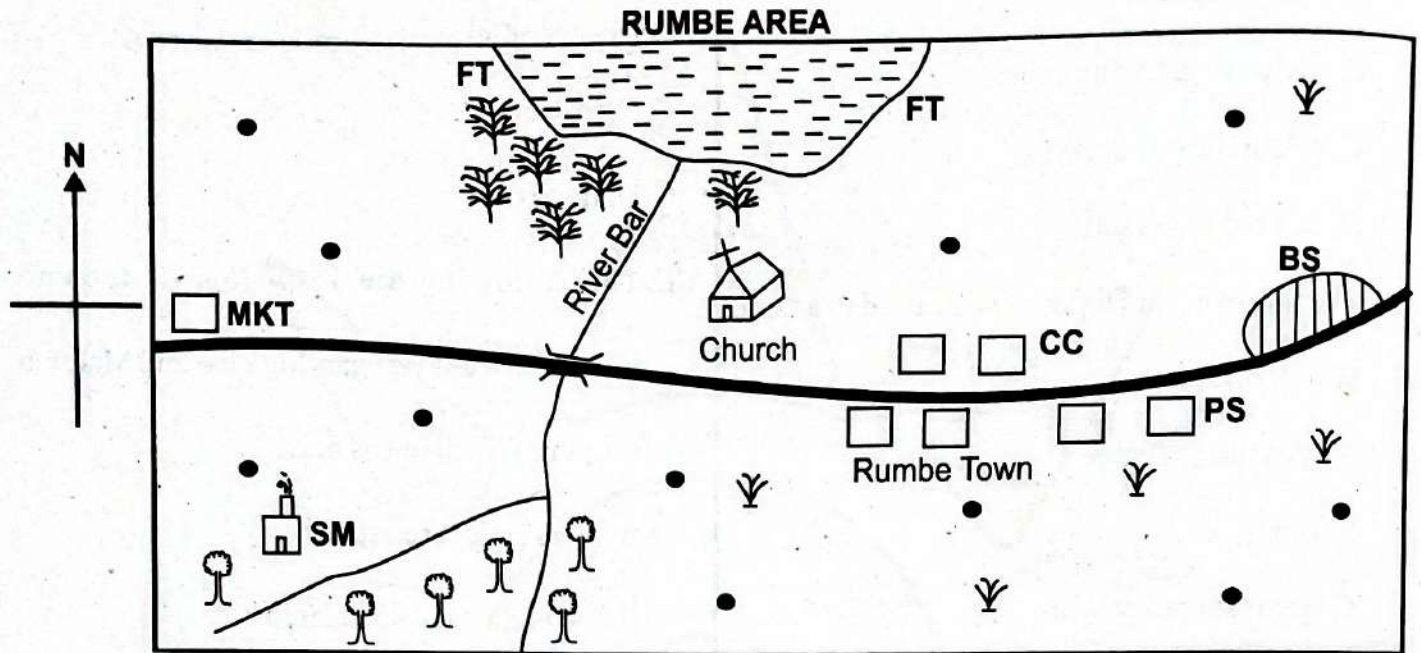 RUMBE AREA
FT
FT
N
River Bar
BS
MKT
Church
CC
PS
Rumbe Town
SM